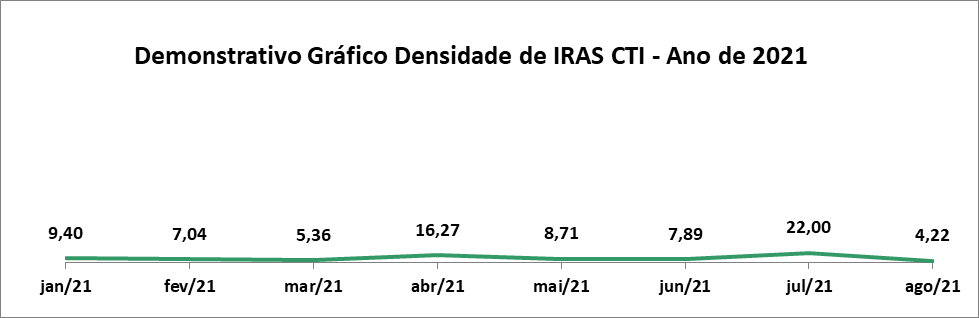 Demonstrativo Gráfico Densidade de IRAS CTI - Ano de 2021
9,40 7,04 5,36 16,27 8,71 7,89 22,00 4,22
jan/21 fev/21 mar/21 abr/21 mai/21 jun/21 jul/21 ago/21